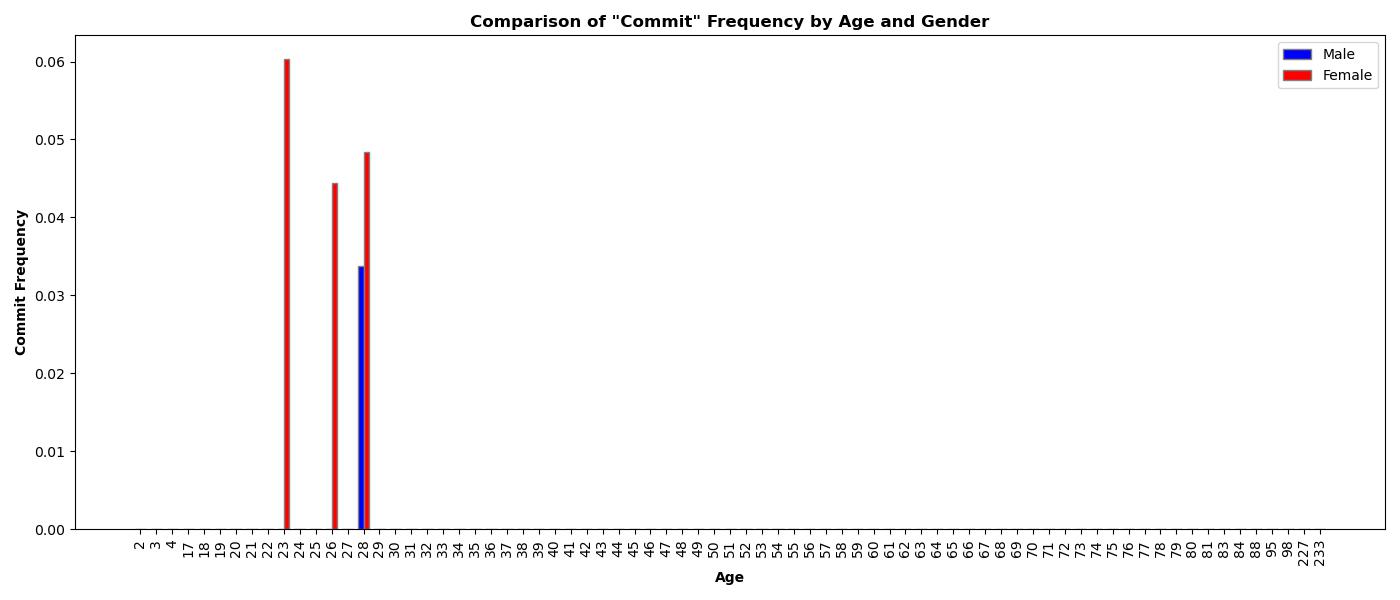 Comparison of "Commit" Frequency by Age and Gender
Male
Female
Commit Frequency
0.06
0.05
0.04
0.03
0.02
0.01
0.00
2 3 4 17 18 19 20 21 22 23 24 25 26 27 28 29 30 31 32 33 34 35 36 37 38 39 40 41 42 43 44 45 46 47 48 49 50 51 52 53 54 55 56 57 58 59 60 61 62 63 64 65 66 67 68 69 70 71 72 73 74 75 76 77 78 79 80 81 83 84 88 95 98 227 233
Age